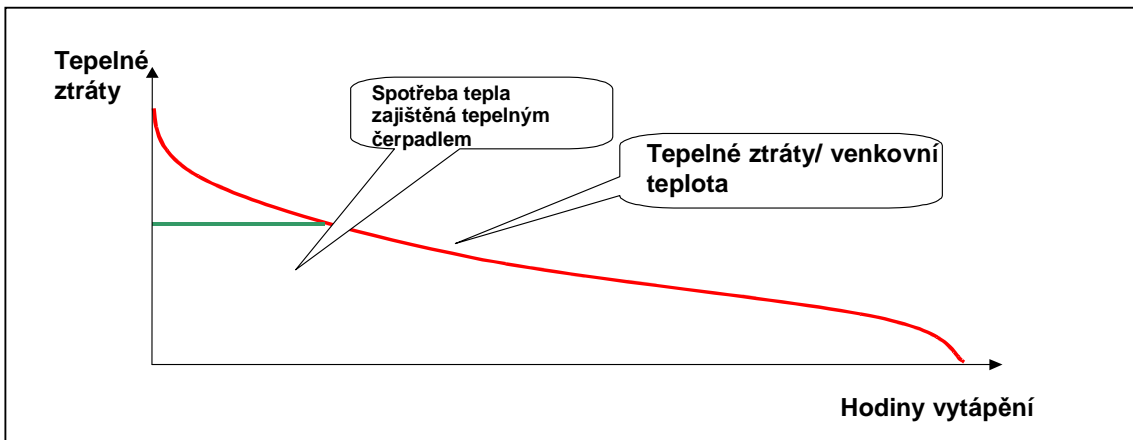 Tepelné
ztráty
Spotřeba tepla
zajištěná tepelným
čerpadlem
Tepelné ztráty/ venkovní
teplota
Hodiny vytápění